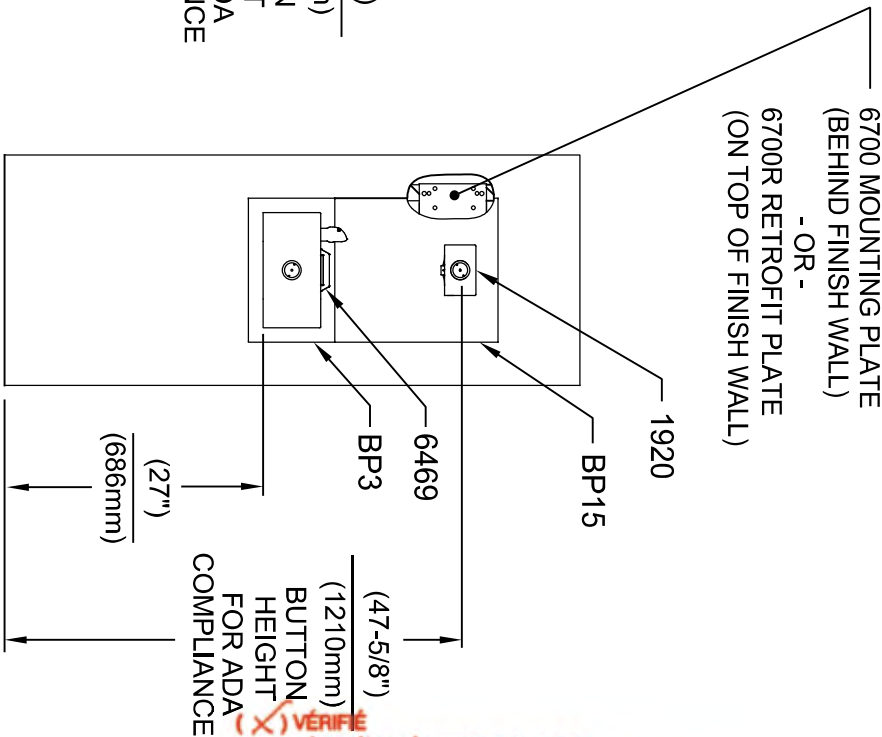 6700 MOUNTING PLATE
(BEHIND FINISH WALL)
- OR -
6700R RETROFIT PLATE
(ON TOP OF FINISH WALL)
1920
BP15
6469
BP3
(27")
(686mm)
(47-5/8")
(1210mm)
BUTTON
HEIGHT
FOR ADA
COMPLIANCE
(X) VÉRIFIÉ